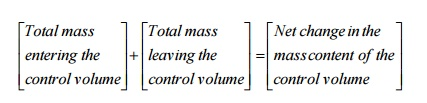 [Total mass entering the control volume] + [Total mass leaving the control volume] = [Net change in the mass content of the control volume]